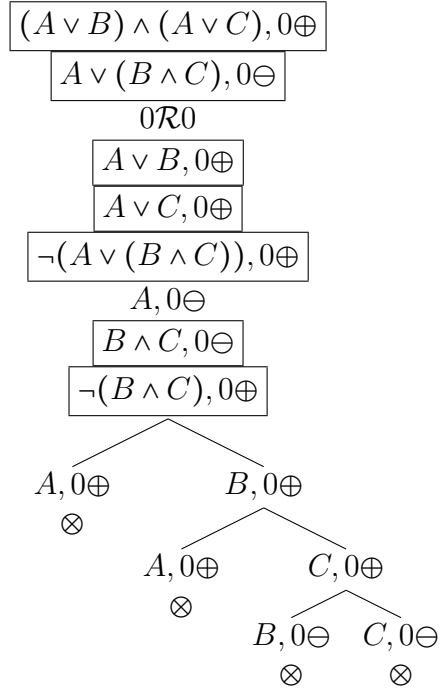 (A ∨ B) ∧ (A ∨ C), 0⊕
A ∨ (B ∧ C), 0⊖
0ℛ0
A ∨ B, 0⊕
A ∨ C, 0⊕
¬(A ∨ (B ∧ C)), 0⊕
A, 0⊖
B ∧ C, 0⊖
¬(B ∧ C), 0⊕
A, 0⊕ B, 0⊕
⊗
A, 0⊕ C, 0⊕
⊗
B, 0⊖ C, 0⊖
⊗ ⊗